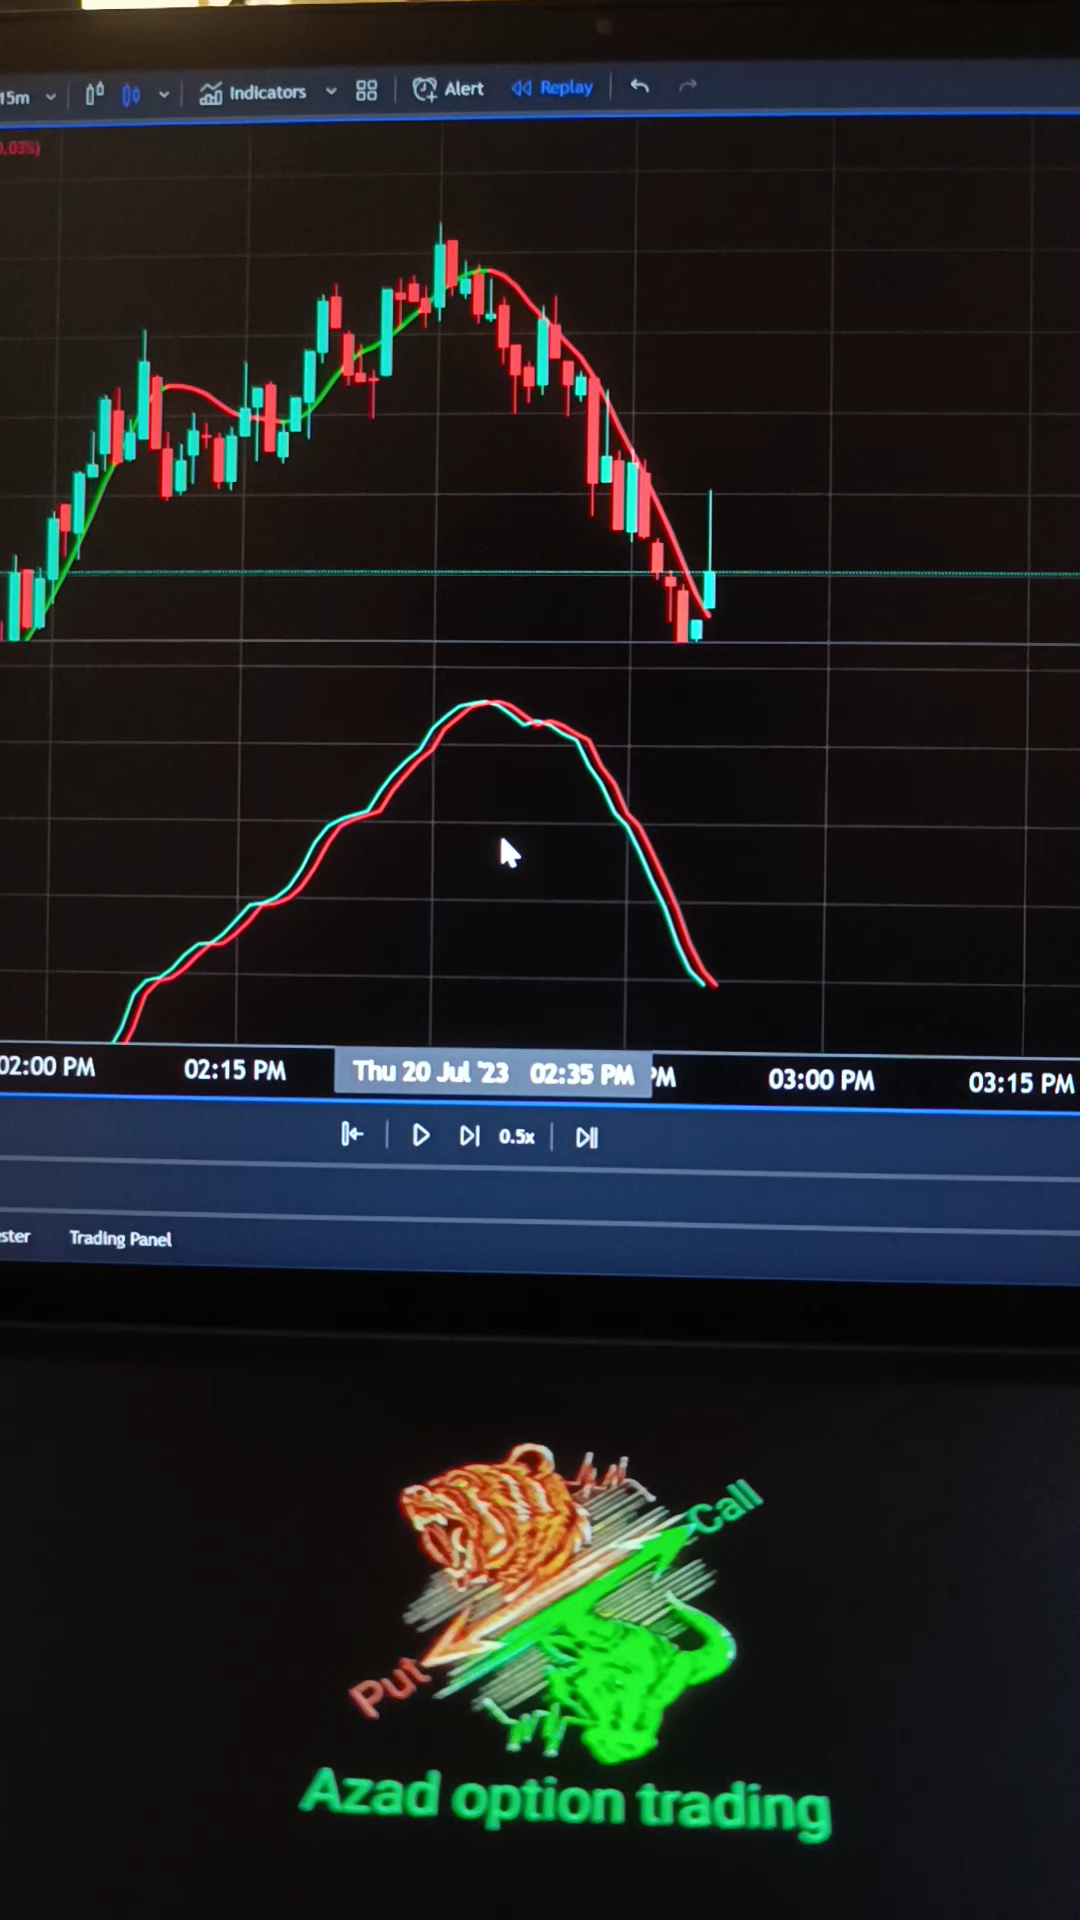 15m Indicators Alert Replay
0.03%)
02:00 PM 02:15 PM Thu 20 Jul '23 02:35 PM PM 03:00 PM 03:15 PM
0.5x
ster Trading Panel
Call
Put
Azad option trading